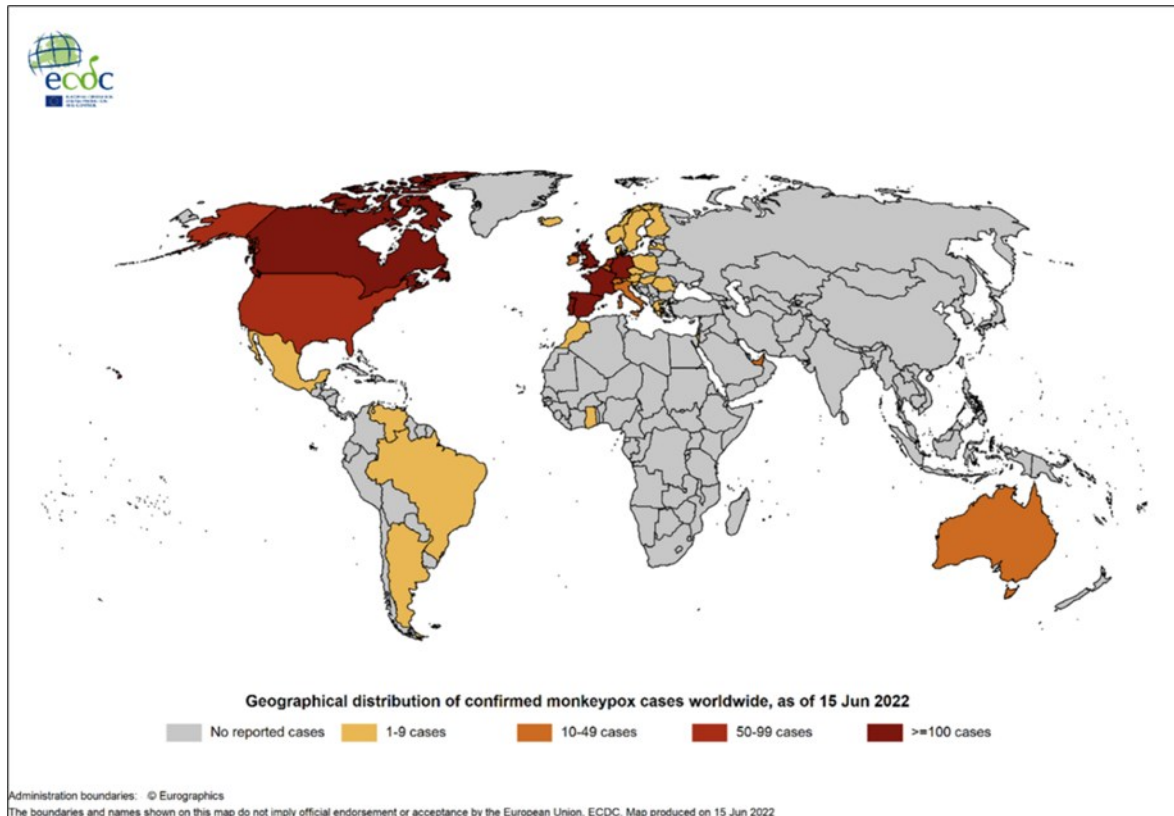 ecdc
Geographical distribution of confirmed monkeypox cases worldwide, as of 15 Jun 2022
No reported cases
1-9 cases
10-49 cases
50-99 cases
>=100 cases
Administration boundaries: © Eurographics
The boundaries and names shown on this map do not imply official endorsement or acceptance by the European Union. ECDC. Map produced on 15 Jun 2022